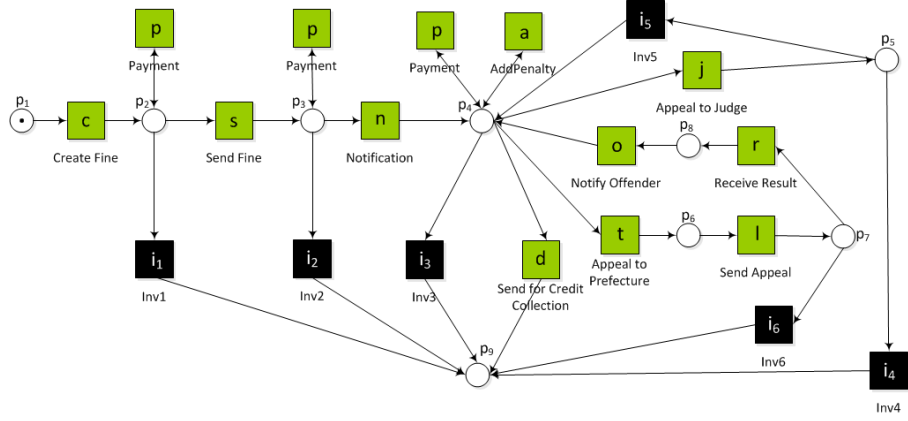 p
p
p
a
i5
Inv5
p5
Payment
Payment
Payment
AddPenalty
j
Appeal to Judge
p1
p2
p3
p4
c
s
n
Create Fine
Send Fine
Notification
p8
o
r
Notify Offender
Receive Result
p6
t
l
p7
Appeal to
Prefecture
Send Appeal
i1
i2
i3
d
Inv1
Inv2
Inv3
Send for Credit
Collection
i6
Inv6
p9
i4
Inv4